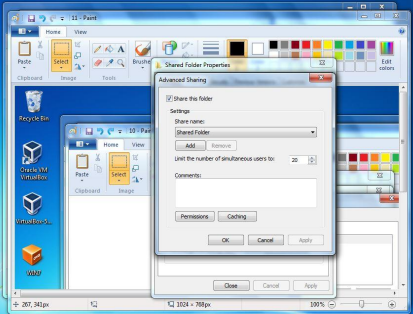 11 - Paint
Home View
Paste
Select
Brushes
Edit
colors
Clipboard Image Tools
Shared Folder Properties
Advanced Sharing
Share this folder
Settings
Share name:
Shared Folder
Add Remove
Limit the number of simultaneous users to: 20
Comments:
Permissions Caching
OK Cancel Apply
Close Cancel Apply
Recycle Bin
Oracle VM
VirtualBox
VirtualBox-5...
10 - Pain
Home View
Paste
Select
Clipboard Image
267, 341px
1024 × 768px
100%